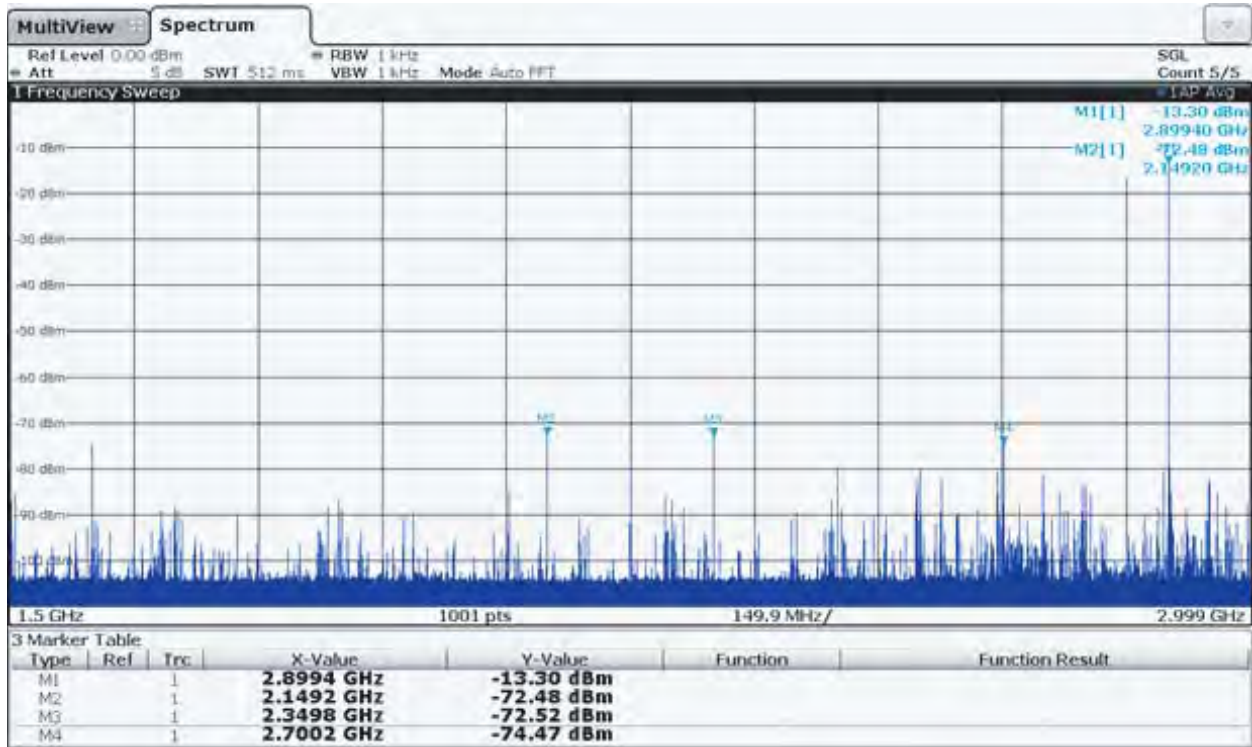 MultiView Spectrum
Ref Level 0.00 dBm RBW 1 kHz SGL
Att 5 dB SWT 512 ms VBW 1 kHz Mode Auto FFT Count 5/5
1 Frequency Sweep 1AP Avg
M1[1] -13.30 dBm
2.89940 GHz
-10 dBm M2[1] -72.48 dBm
2.14920 GHz
-20 dBm
-30 dBm
-40 dBm
-50 dBm
-60 dBm
-70 dBm M2 M3
M4
-80 dBm
-90 dBm
-100 dBm
1.5 GHz 1001 pts 149.9 MHz/ 2.999 GHz
3 Marker Table
Type Ref Trc X-Value Y-Value Function Function Result
M1 1 2.8994 GHz -13.30 dBm
M2 1 2.1492 GHz -72.48 dBm
M3 1 2.3498 GHz -72.52 dBm
M4 1 2.7002 GHz -74.47 dBm